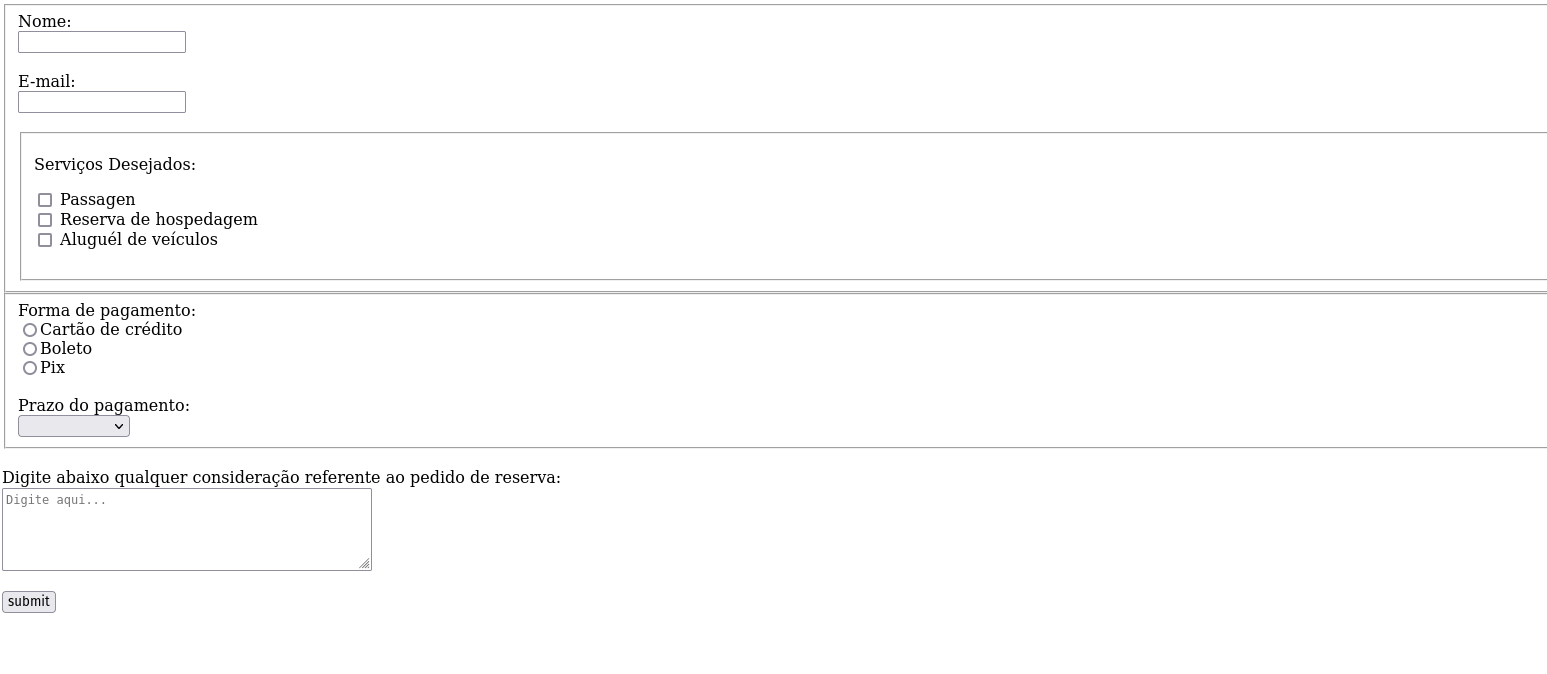 Nome:
E-mail:
Serviços Desejados:
Passagen
Reserva de hospedagem
Aluguél de veículos
Forma de pagamento:
Cartão de crédito
Boleto
Pix
Prazo do pagamento:
Digite abaixo qualquer consideração referente ao pedido de reserva:
Digite aqui...
submit